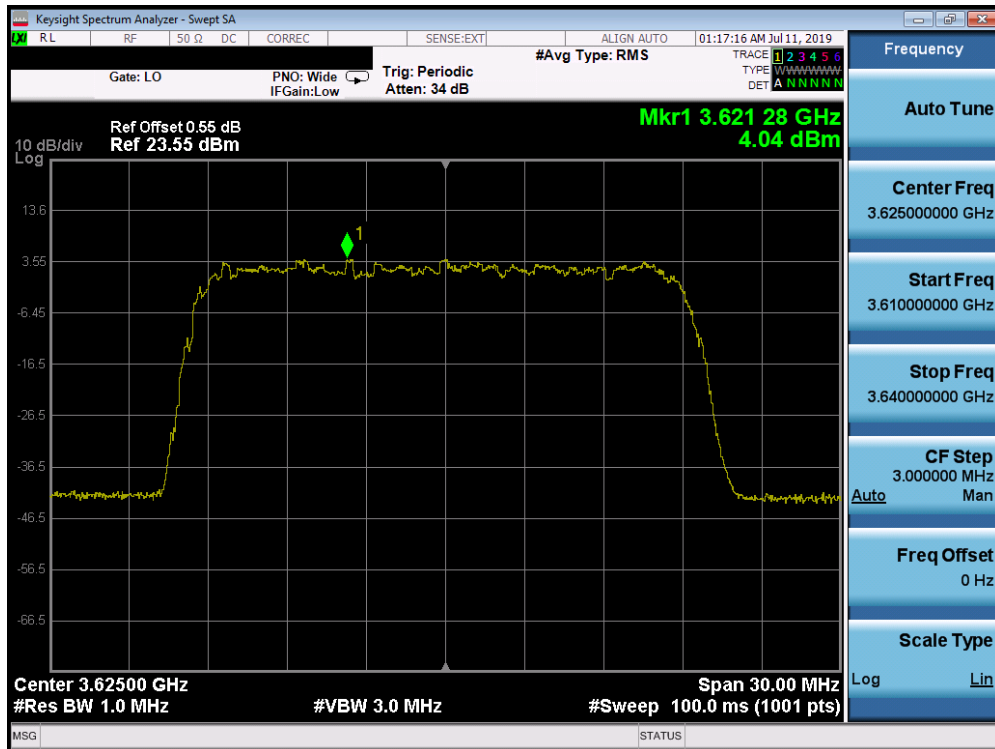 Keysight Spectrum Analyzer - Swept SA
LXI RL RF 50 Ω DC CORREC SENSE:EXT ALIGN AUTO 01:17:16 AM Jul 11, 2019
Gate: LO PNO: Wide Trig: Periodic #Avg Type: RMS TRACE 1 2 3 4 5 6
IFGain:Low Atten: 34 dB TYPE WWWWWW
DET A N N N N N
Mkr1 3.621 28 GHz
4.04 dBm
Ref Offset 0.55 dB
10 dB/div Ref 23.55 dBm
Log
1
13.6
3.55
-6.45
-16.5
-26.5
-36.5
-46.5
-56.5
-66.5
Center 3.62500 GHz Span 30.00 MHz
#Res BW 1.0 MHz #VBW 3.0 MHz #Sweep 100.0 ms (1001 pts)
MSG STATUS
Frequency
Auto Tune
Center Freq
3.625000000 GHz
Start Freq
3.610000000 GHz
Stop Freq
3.640000000 GHz
CF Step
3.000000 MHz
Auto Man
Freq Offset
0 Hz
Scale Type
Log Lin